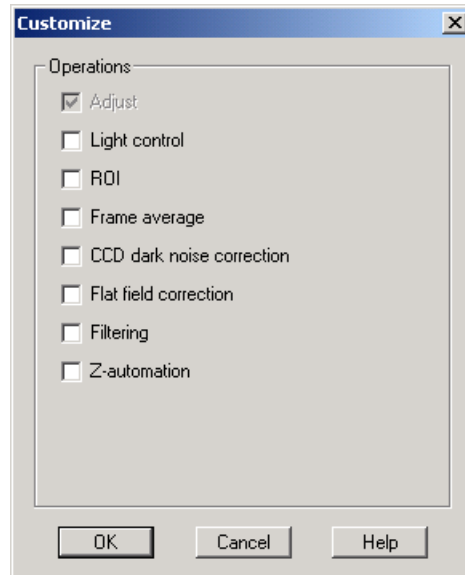 Customize
Operations
Adjust
Light control
ROI
Frame average
CCD dark noise correction
Flat field correction
Filtering
Z-automation
OK
Cancel
Help